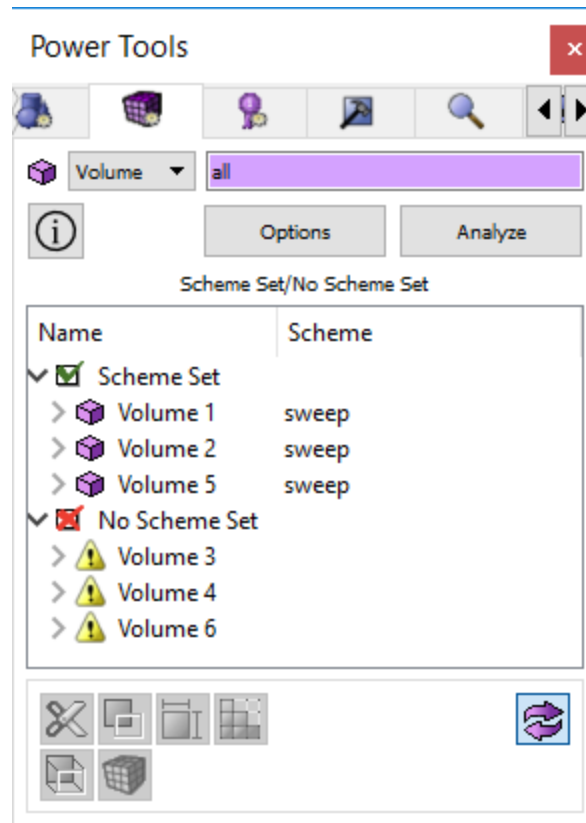 Power Tools
Volume
all
Options
Analyze
Scheme Set/No Scheme Set
Name Scheme
Scheme Set
Volume 1 sweep
Volume 2 sweep
Volume 5 sweep
No Scheme Set
Volume 3
Volume 4
Volume 6